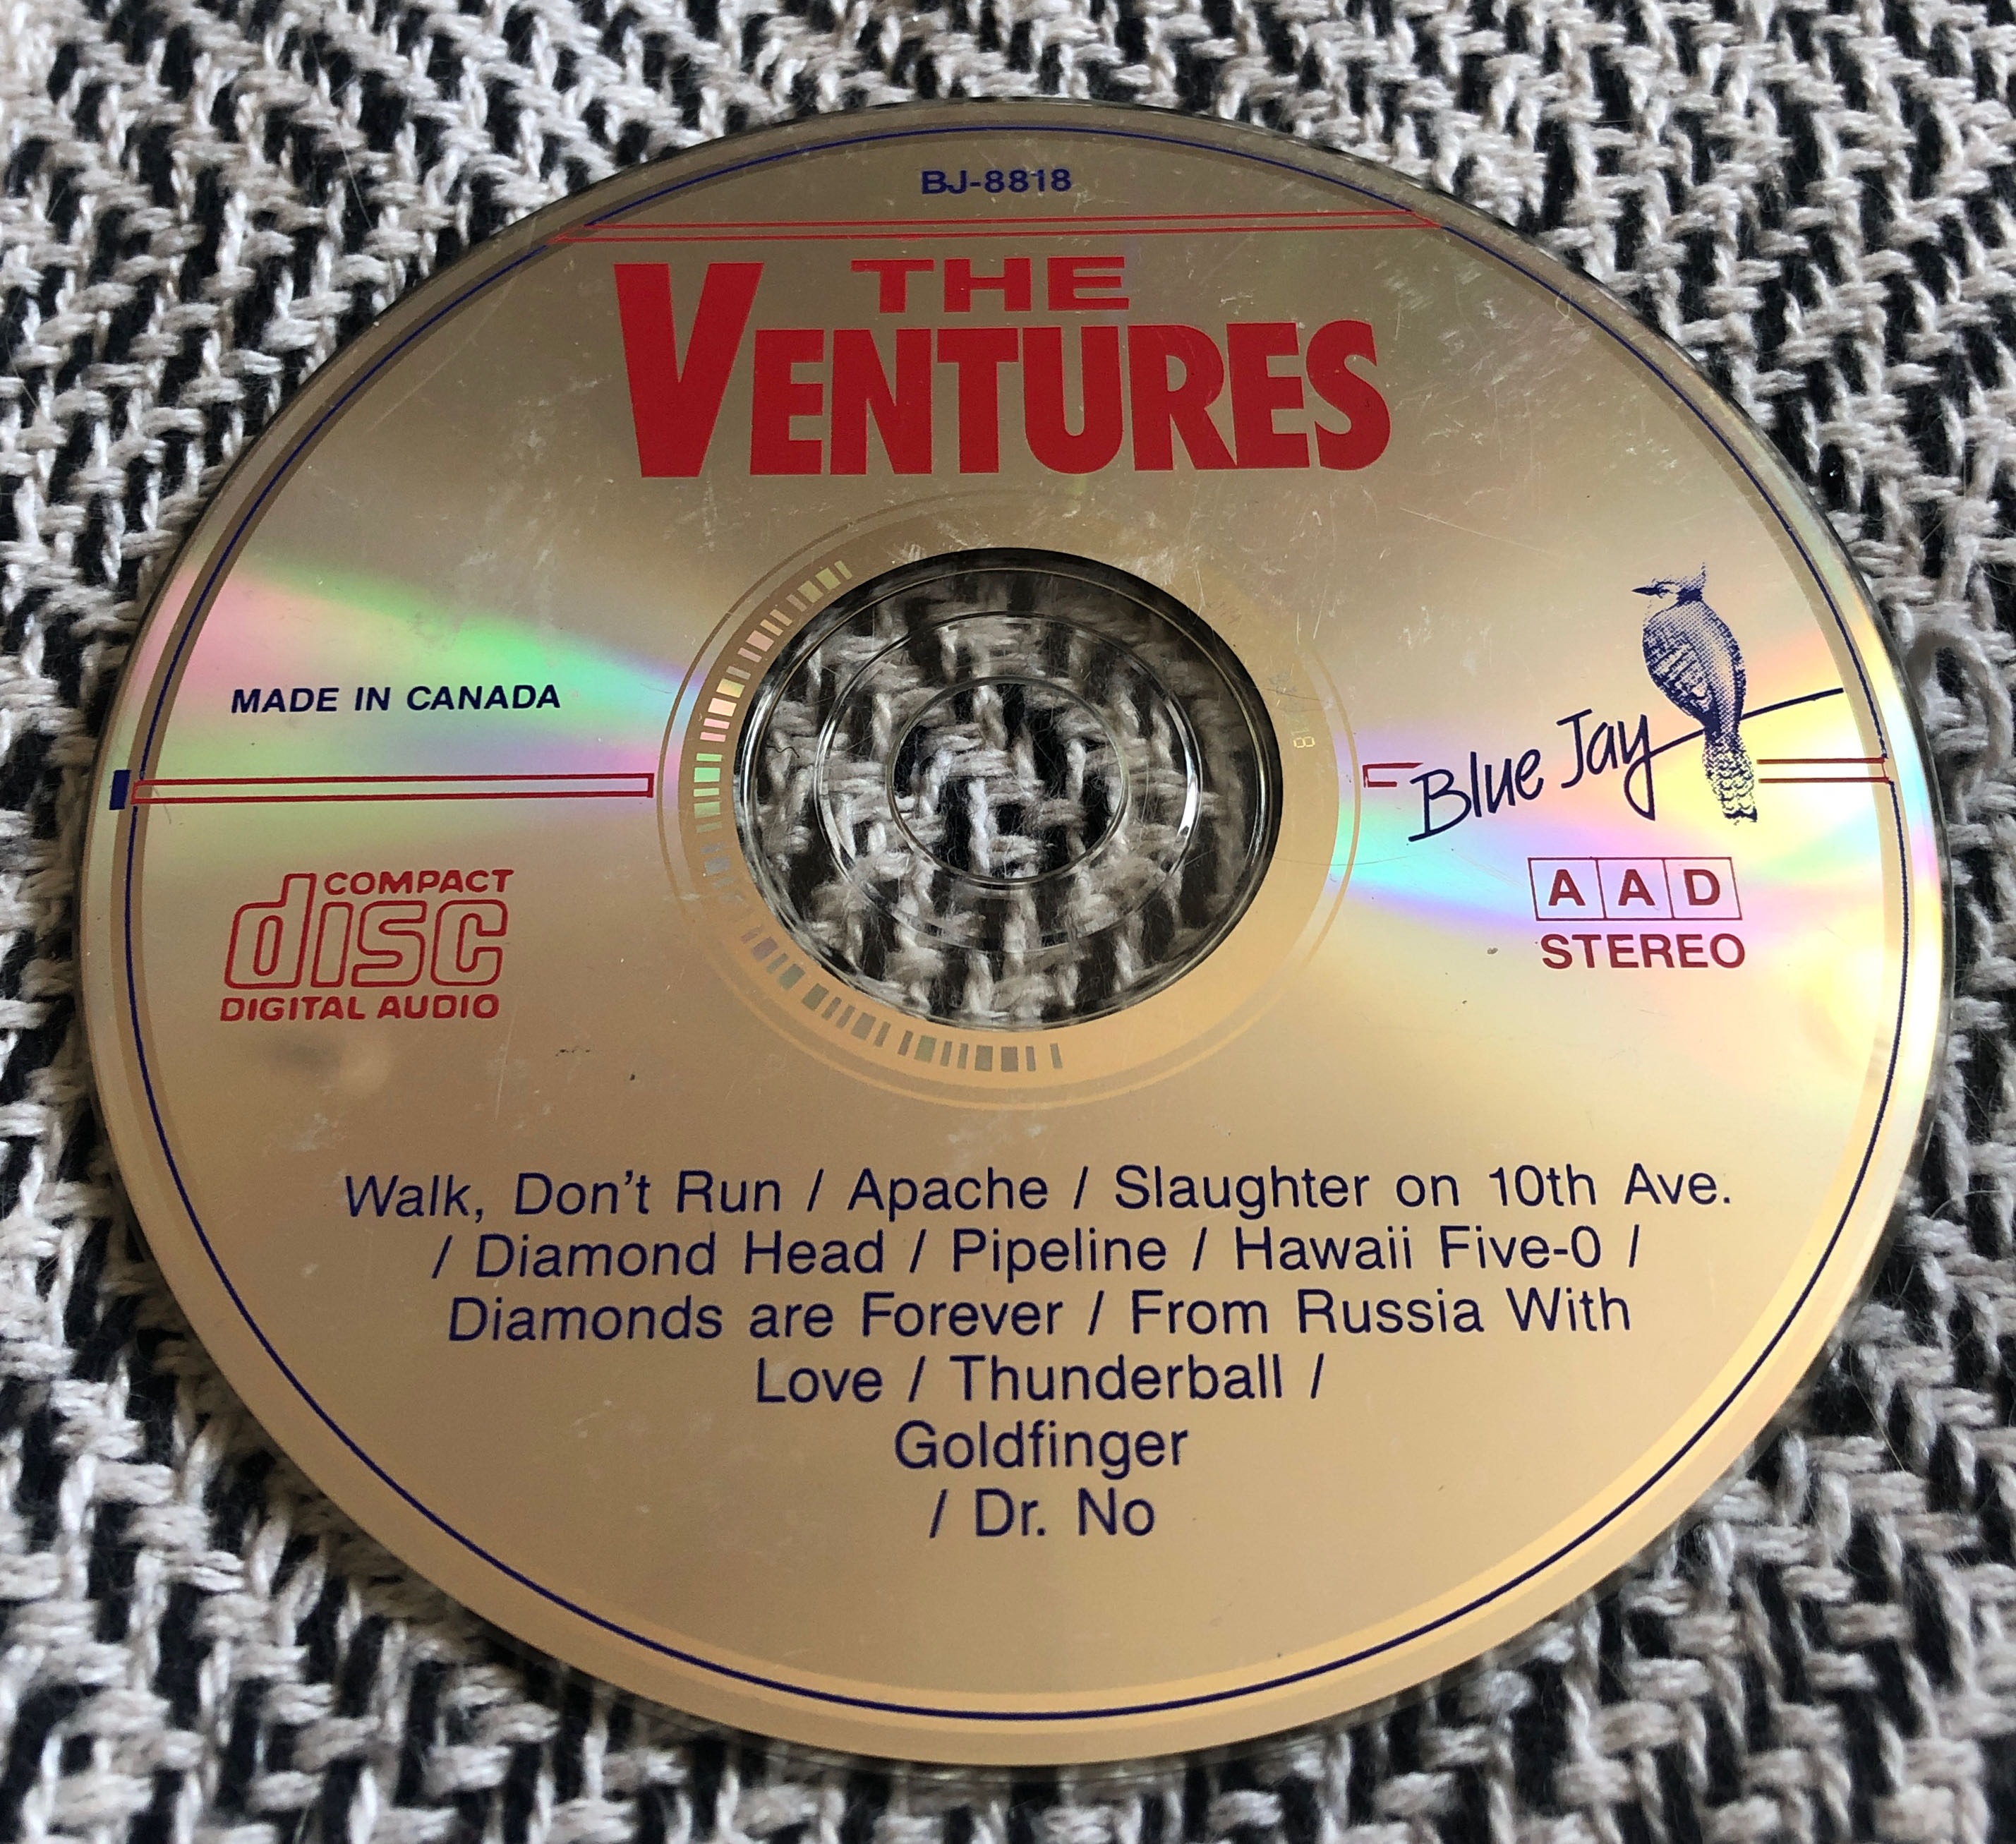 BJ-8818
THE
VENTURES
MADE IN CANADA
Blue Jay
COMPACT
disc
DIGITAL AUDIO
A A D
STEREO
Walk, Don't Run / Apache / Slaughter on 10th Ave.
/ Diamond Head / Pipeline / Hawaii Five-0 /
Diamonds are Forever / From Russia With
Love / Thunderball /
Goldfinger
/ Dr. No